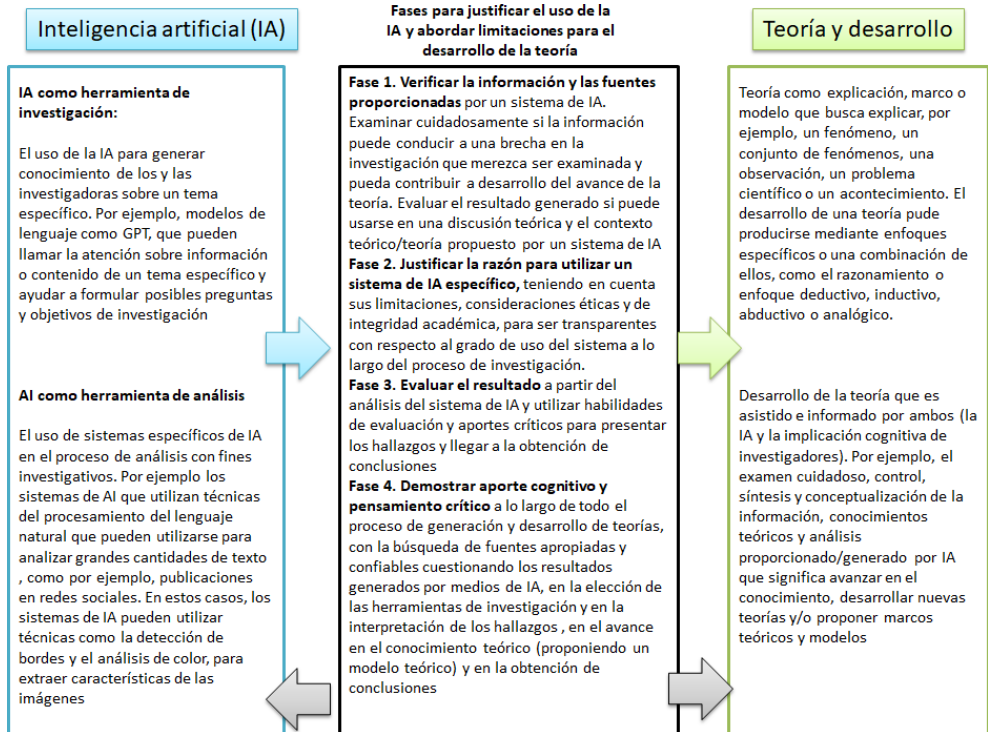 Inteligencia artificial (IA)
Fases para justificar el uso de la
IA y abordar limitaciones para el
desarrollo de la teoría
Teoría y desarrollo
IA como herramienta de
investigación:
El uso de la IA para generar
conocimiento de los y las
investigadoras sobre un tema
específico. Por ejemplo, modelos de
lenguaje como GPT, que pueden
llamar la atención sobre información
o contenido de un tema específico y
ayudar a formular posibles preguntas
y objetivos de investigación
AI como herramienta de análisis
El uso de sistemas específicos de IA
en el proceso de análisis con fines
investigativos. Por ejemplo los
sistemas de AI que utilizan técnicas
del procesamiento del lenguaje
natural que pueden utilizarse para
analizar grandes cantidades de texto
, como por ejemplo, publicaciones
en redes sociales. En estos casos, los
sistemas de IA pueden utilizar
técnicas como la detección de
bordes y el análisis de color, para
extraer características de las
imágenes
Fase 1. Verificar la información y las fuentes
proporcionadas por un sistema de IA.
Examinar cuidadosamente si la información
puede conducir a una brecha en la
investigación que merezca ser examinada y
pueda contribuir a desarrollo del avance de la
teoría. Evaluar el resultado generado si puede
usarse en una discusión teórica y el contexto
teórico/teoría propuesto por un sistema de IA
Fase 2. Justificar la razón para utilizar un
sistema de IA específico, teniendo en cuenta
sus limitaciones, consideraciones éticas y de
integridad académica, para ser transparentes
con respecto al grado de uso del sistema a lo
largo del proceso de investigación.
Fase 3. Evaluar el resultado a partir del
análisis del sistema de IA y utilizar habilidades
de evaluación y aportes críticos para presentar
los hallazgos y llegar a la obtención de
conclusiones
Fase 4. Demostrar aporte cognitivo y
pensamiento crítico a lo largo de todo el
proceso de generación y desarrollo de teorías,
con la búsqueda de fuentes apropiadas y
confiables cuestionando los resultados
generados por medios de IA, en la elección de
las herramientas de investigación y en la
interpretación de los hallazgos , en el avance
en el conocimiento teórico (proponiendo un
modelo teórico) y en la obtención de
conclusiones
Teoría como explicación, marco o
modelo que busca explicar, por
ejemplo, un fenómeno, un
conjunto de fenómenos, una
observación, un problema
científico o un acontecimiento. El
desarrollo de una teoría pude
producirse mediante enfoques
específicos o una combinación de
ellos, como el razonamiento o
enfoque deductivo, inductivo,
abductivo o analógico.
Desarrollo de la teoría que es
asistido e informado por ambos (la
IA y la implicación cognitiva de
investigadores). Por ejemplo, el
examen cuidadoso, control,
síntesis y conceptualización de la
información, conocimientos
teóricos y análisis
proporcionado/generado por IA
que significa avanzar en el
conocimiento, desarrollar nuevas
teorías y/o proponer marcos
teóricos y modelos